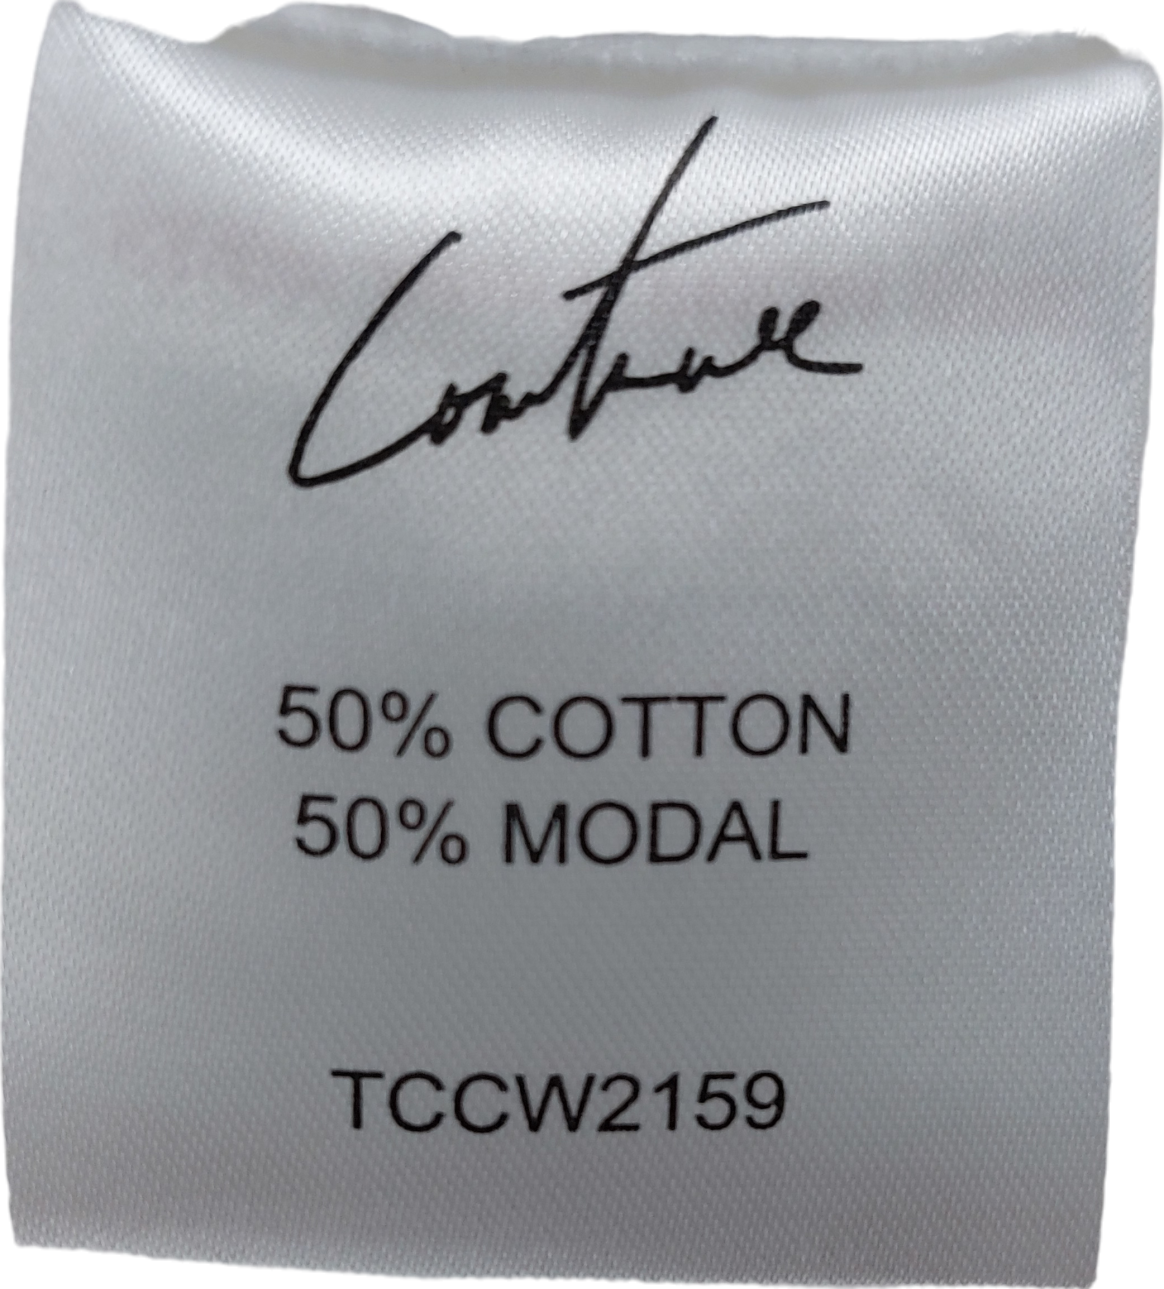 Couture
50% COTTON
50% MODAL
TCCW2159